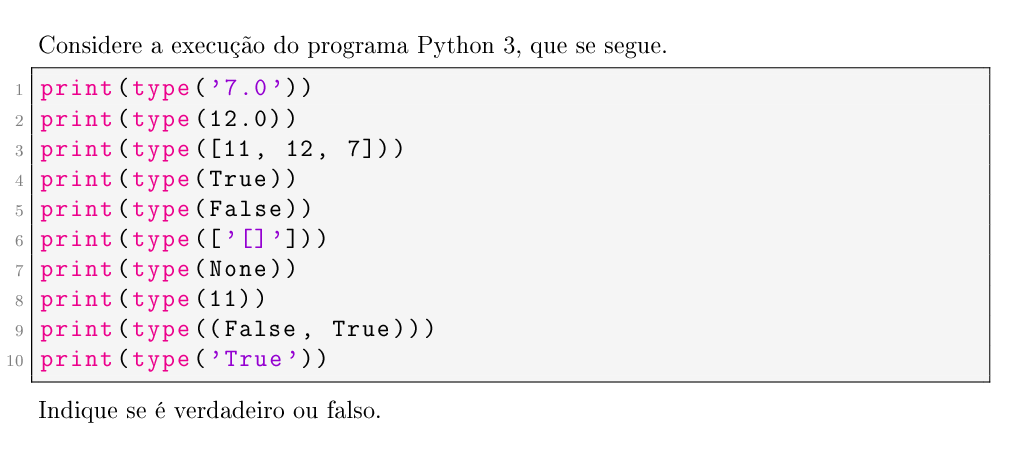 Considere a execução do programa Python 3, que se segue.
1 print(type('7.0'))
2 print(type(12.0))
3 print(type([11, 12, 7]))
4 print(type(True))
5 print(type(False))
6 print(type(['[]']))
7 print(type(None))
8 print(type(11))
9 print(type((False, True)))
10 print(type('True'))
Indique se é verdadeiro ou falso.